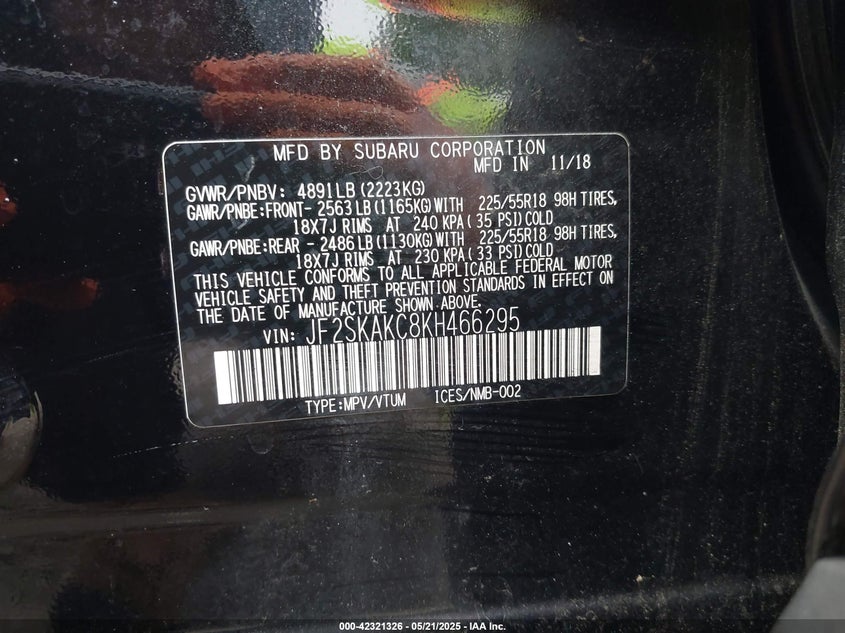 MFD BY SUBARU CORPORATION
MFD IN 11/18
GVWR/PNBV: 4891LB (2223KG)
GAWR/PNBE:FRONT- 2563LB(1165KG)WITH 225/55R18 98H TIRES,
18X7J RIMS AT 240 KPA(35 PSI)COLD
GAWR/PNBE:REAR - 2486LB(1130KG)WITH 225/55R18 98H TIRES,
18X7J RIMS AT 230 KPA(33 PSI)COLD
THIS VEHICLE CONFORMS TO ALL APPLICABLE FEDERAL MOTOR
VEHICLE SAFETY AND THEFT PREVENTION STANDARDS IN EFFECT ON
THE DATE OF MANUFACTURE SHOWN ABOVE.
VIN: JF2SKAKC8KH466295
TYPE:MPV/VTUM ICES/NMB-002
000-42321326 | 05/21/2025 | IAA Inc.